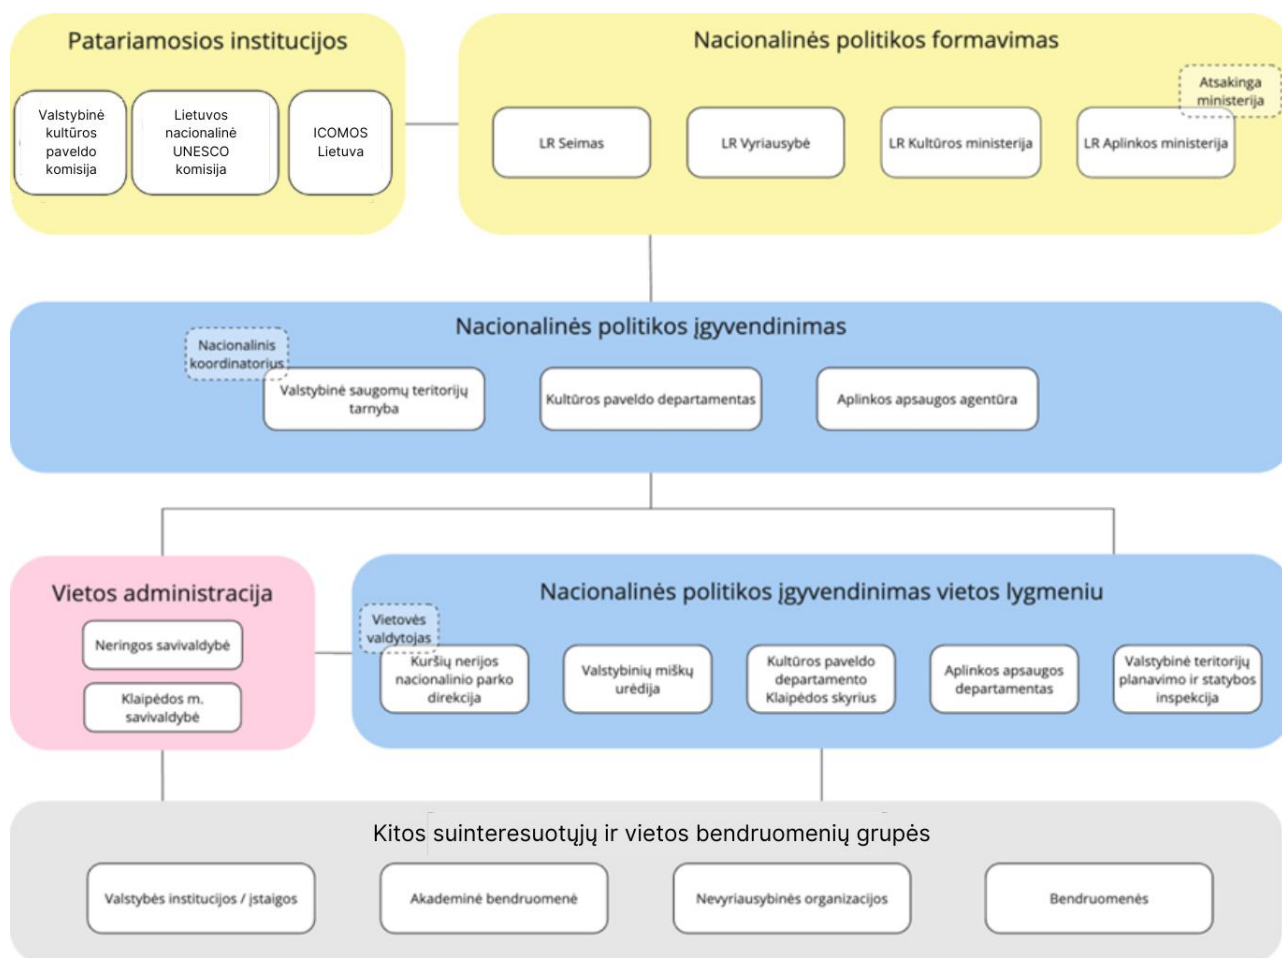 Patariamosios institucijos
Valstybinė
kultūros
paveldo
komisija
Lietuvos
nacionalinė
UNESCO
komisija
ICOMOS
Lietuva
Nacionalinės politikos formavimas
Atsakinga
ministerija
LR Seimas
LR Vyriausybė
LR Kultūros ministerija
LR Aplinkos ministerija
Nacionalinės politikos įgyvendinimas
Nacionalinis
koordinatorius
Valstybinė saugomų teritorijų
tarnyba
Kultūros paveldo departamentas
Aplinkos apsaugos agentūra
Vietos administracija
Neringos savivaldybė
Klaipėdos m.
savivaldybė
Nacionalinės politikos įgyvendinimas vietos lygmeniu
Vietovės
valdytojas
Kuršių nerijos
nacionalinio parko
direkcija
Valstybinių miškų
urėdija
Kultūros paveldo
departamento
Klaipėdos skyrius
Aplinkos apsaugos
departamentas
Valstybinė teritorijų
planavimo ir statybos
inspekcija
Kitos suinteresuotųjų ir vietos bendruomenių grupės
Valstybės institucijos / įstaigos
Akademinė bendruomenė
Nevyriausybinės organizacijos
Bendruomenės